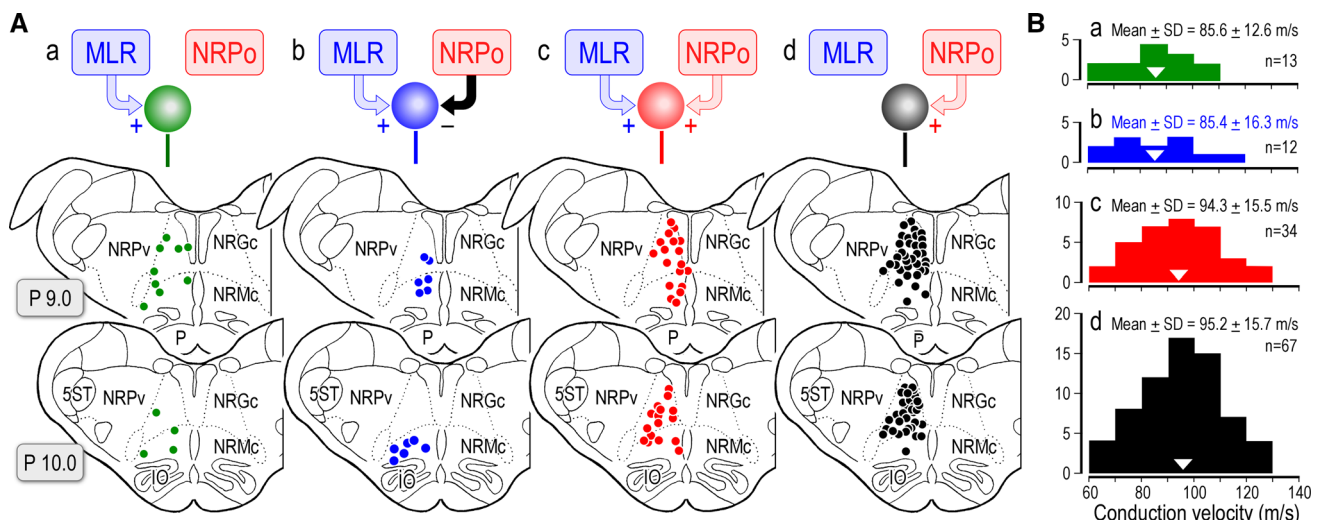 A
B
a
MLR
NRPo
+
b
MLR
NRPo
+
–
c
MLR
NRPo
+
+
d
MLR
NRPo
+
P 9.0
NRPv
NRGc
NRMc
P
NRPv
NRGc
NRMc
P
NRPv
NRGc
NRMc
P
NRPv
NRGc
NRMc
P
P 10.0
5ST
NRPv
NRGc
NRMc
IO
5ST
NRPv
NRGc
NRMc
IO
5ST
NRPv
NRGc
NRMc
IO
5ST
NRPv
NRGc
NRMc
IO
a
Mean ± SD = 85.6 ± 12.6 m/s
n=13
5
0
b
Mean ± SD = 85.4 ± 16.3 m/s
n=12
5
0
c
Mean ± SD = 94.3 ± 15.5 m/s
n=34
10
5
0
d
Mean ± SD = 95.2 ± 15.7 m/s
n=67
20
15
10
5
0
60 80 100 120 140
Conduction velocity (m/s)